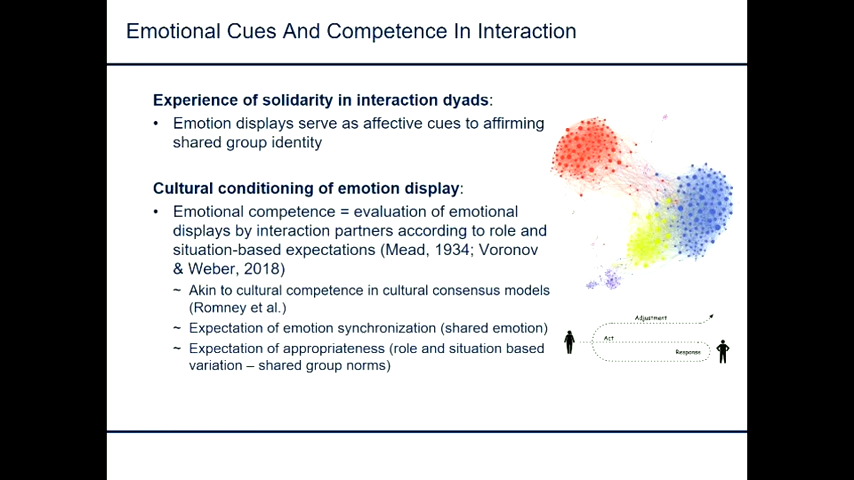 Emotional Cues And Competence In Interaction
Experience of solidarity in interaction dyads:
• Emotion displays serve as affective cues to affirming
shared group identity
Cultural conditioning of emotion display:
• Emotional competence = evaluation of emotional
displays by interaction partners according to role and
situation-based expectations (Mead, 1934; Voronov
& Weber, 2018)
~ Akin to cultural competence in cultural consensus models
(Romney et al.)
~ Expectation of emotion synchronization (shared emotion)
~ Expectation of appropriateness (role and situation based
variation – shared group norms)
Adjustment
Act
Response